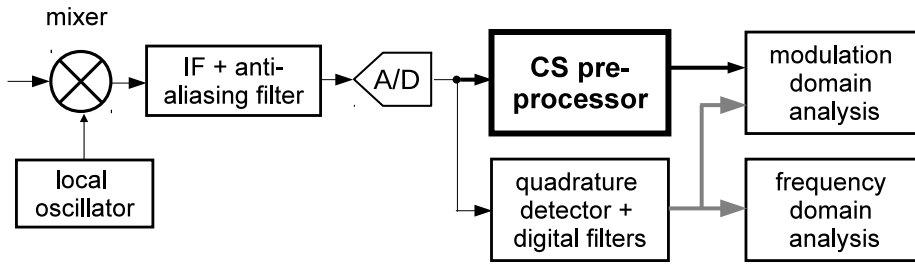 mixer
IF + anti-
aliasing filter
A/D
CS pre-
processor
modulation
domain
analysis
local
oscillator
quadrature
detector +
digital filters
frequency
domain
analysis